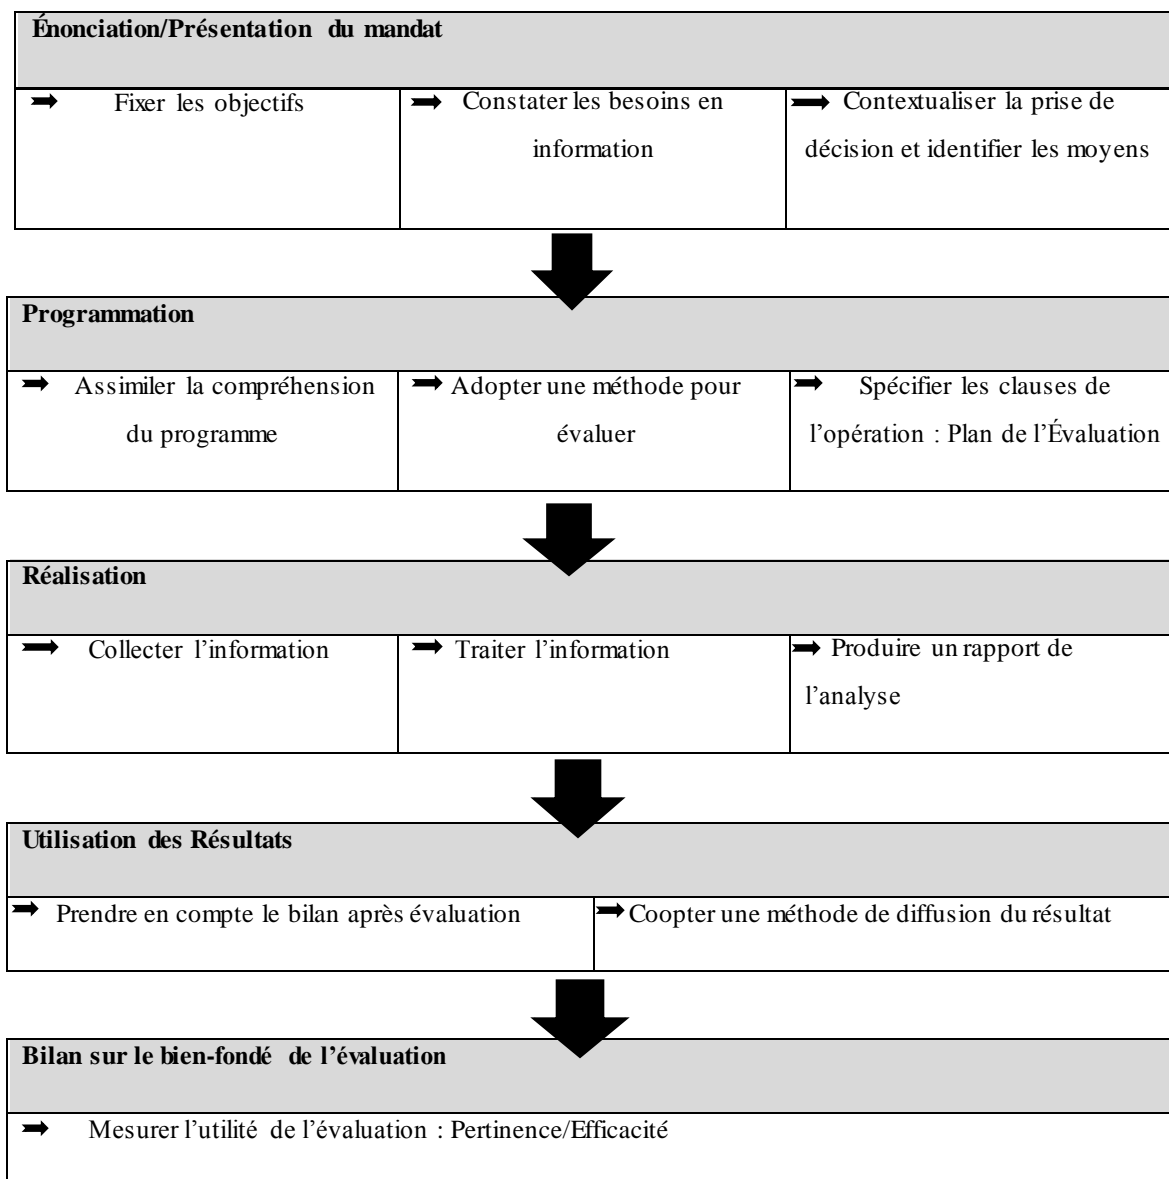 Énonciation/Présentation du mandat
Fixer les objectifs
Constater les besoins en
information
Contextualiser la prise de
décision et identifier les moyens
Programmation
Assimiler la compréhension
du programme
Adopter une méthode pour
évaluer
Spécifier les clauses de
l’opération : Plan de l’Évaluation
Réalisation
Collecter l’information
Traiter l’information
Produire un rapport de
l’analyse
Utilisation des Résultats
Prendre en compte le bilan après évaluation
Coopter une méthode de diffusion du résultat
Bilan sur le bien-fondé de l’évaluation
Mesurer l’utilité de l’évaluation : Pertinence/Efficacité